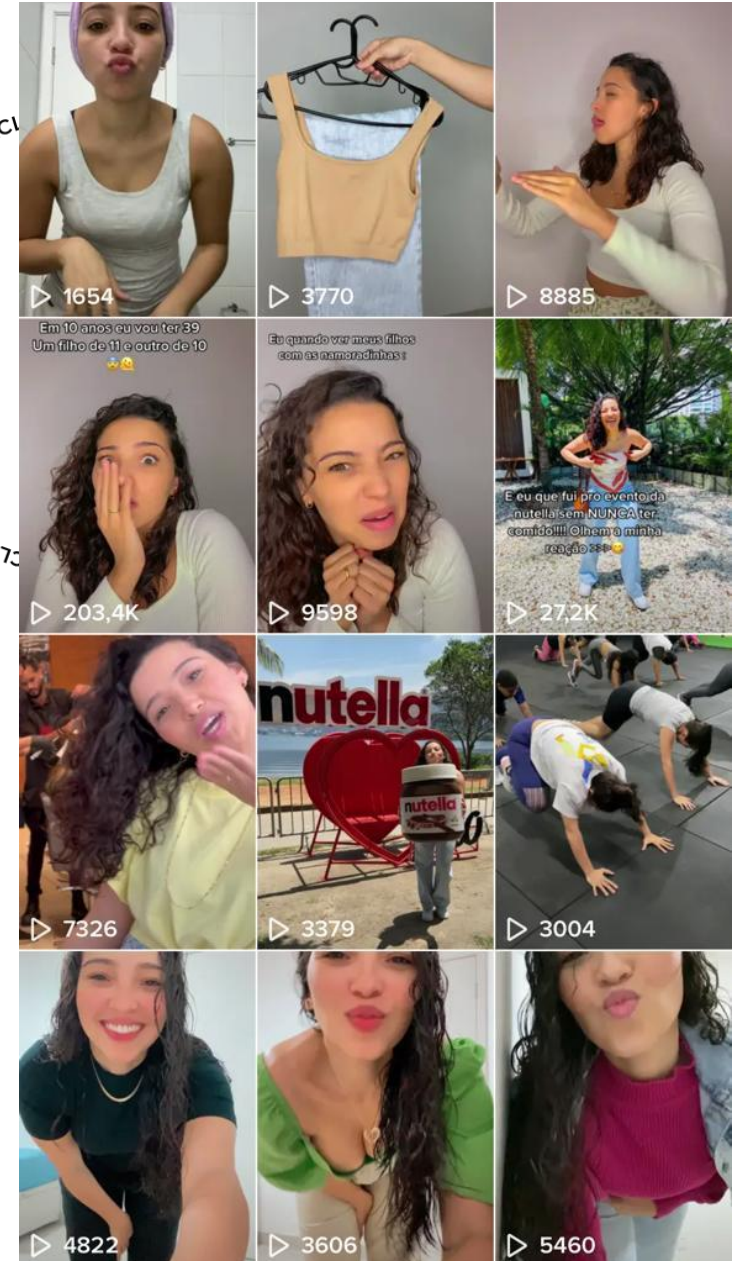 1654
3770
8885
Em 10 anos eu vou ter 39
Um filho de 11 e outro de 10
Eu quando ver meus filhos
com as namoradinhas :
E eu que fui pro evento da
nutella sem NUNCA ter
comido!!!! Olhem a minha
reação >>>
203,4K
9598
27,2K
nutella
nutella
7326
3379
3004
4822
3606
5460